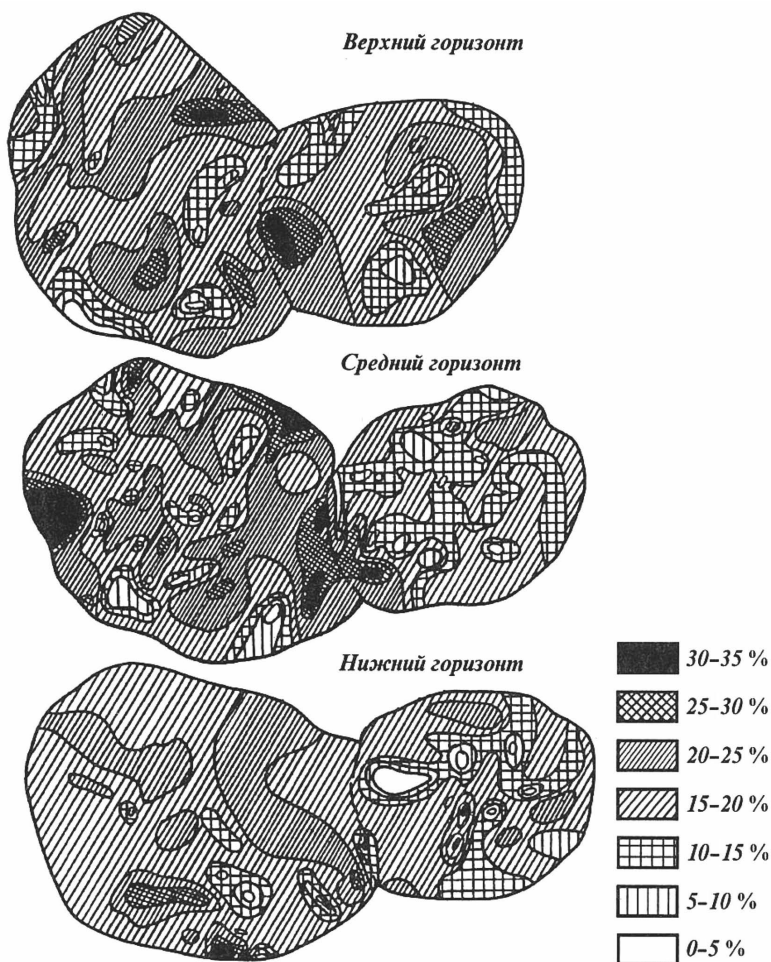 Верхний горизонт
Средний горизонт
Нижний горизонт
30–35 %
25–30 %
20–25 %
15–20 %
10–15 %
5–10 %
0–5 %